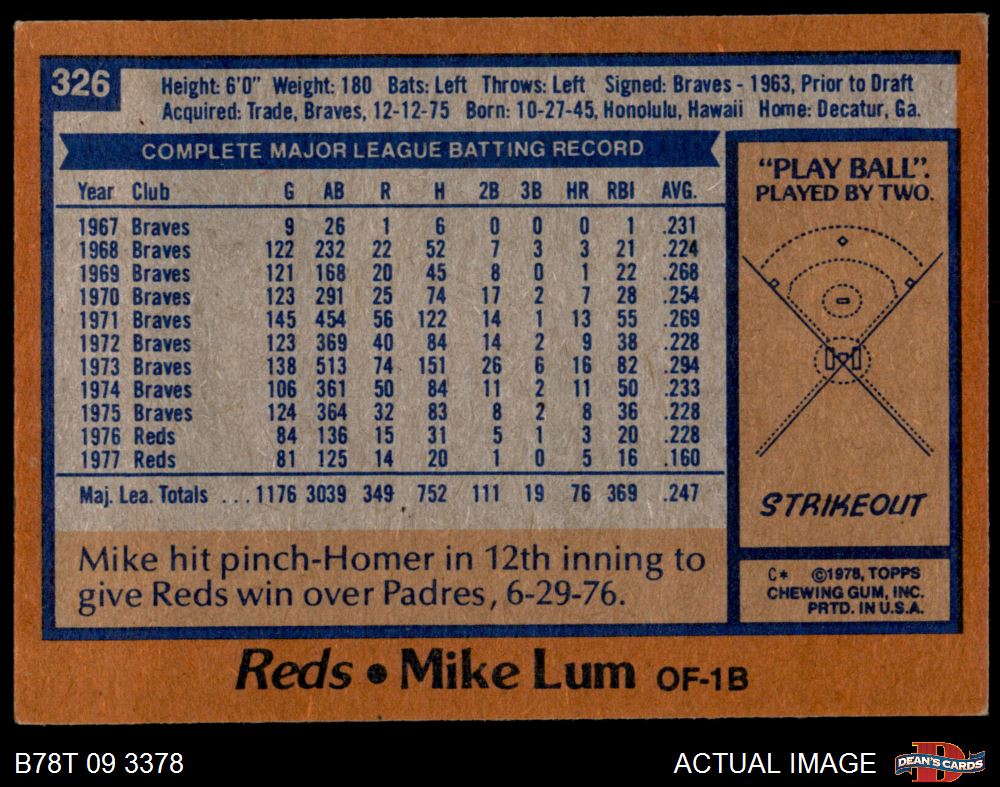 326
Height: 6'0" Weight: 180 Bats: Left Throws: Left Signed: Braves - 1963, Prior to Draft
Acquired: Trade, Braves, 12-12-75 Born: 10-27-45, Honolulu, Hawaii Home: Decatur, Ga.
COMPLETE MAJOR LEAGUE BATTING RECORD
Year Club G AB R H 2B 3B HR RBI AVG.
1967 Braves 9 26 1 6 0 0 0 1 .231
1968 Braves 122 232 22 52 7 3 3 21 .224
1969 Braves 121 168 20 45 8 0 1 22 .268
1970 Braves 123 291 25 74 17 2 7 28 .254
1971 Braves 145 454 56 122 14 1 13 55 .269
1972 Braves 123 369 40 84 14 2 9 38 .228
1973 Braves 138 513 74 151 26 6 16 82 .294
1974 Braves 106 361 50 84 11 2 11 50 .233
1975 Braves 124 364 32 83 8 2 8 36 .228
1976 Reds 84 136 15 31 5 1 3 20 .228
1977 Reds 81 125 14 20 1 0 5 16 .160
Maj. Lea. Totals ...1176 3039 349 752 111 19 76 369 .247
Mike hit pinch-Homer in 12th inning to
give Reds win over Padres, 6-29-76.
"PLAY BALL".
PLAYED BY TWO.
STRIKEOUT
C* ©1978, TOPPS
CHEWING GUM, INC.
PRTD. IN U.S.A.
Reds • Mike Lum OF-1B
B78T 09 3378
ACTUAL IMAGE
D
DEAN'S CARDS